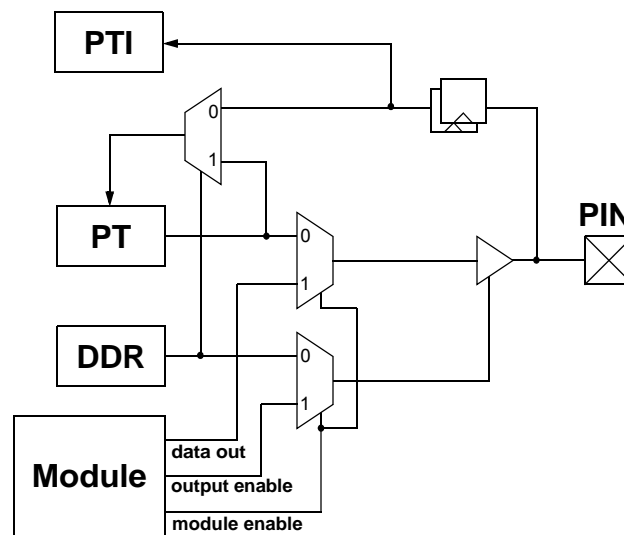 PTI
0
1
PT
PIN
0
1
DDR
0
1
Module
data out
output enable
module enable